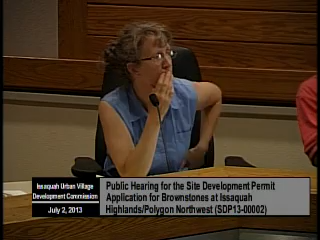 Issaquah Urban Village
Development Commission
July 2, 2013
Public Hearing for the Site Development Permit
Application for Brownstones at Issaquah
Highlands/Polygon Northwest (SDP13-00002)